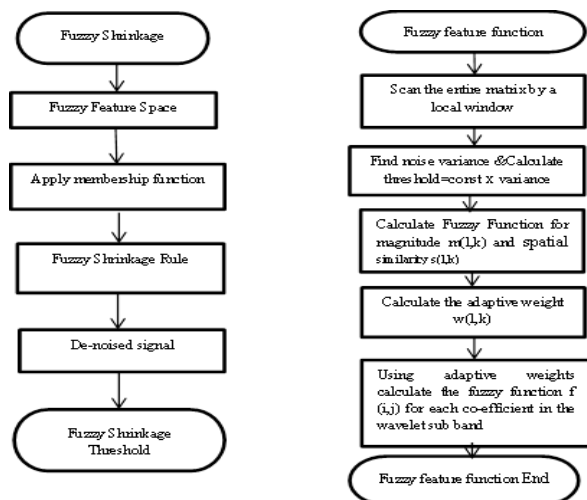 Fuzzy Shrinkage
Fuzzy Feature Space
Apply membership function
Fuzzy Shrinkage Rule
De-noised signal
Fuzzy Shrinkage
Threshold
Fuzzy feature function
Scan the entire matrix by a
local window
Find noise variance &Calculate
threshold=const x variance
Calculate Fuzzy Function for
magnitude m(l,k) and spatial
similarity s(l,k)
Calculate the adaptive weight
w(l,k)
Using adaptive weights
calculate the fuzzy function f
(i,j) for each co-efficient in the
wavelet sub band
Fuzzy feature function End